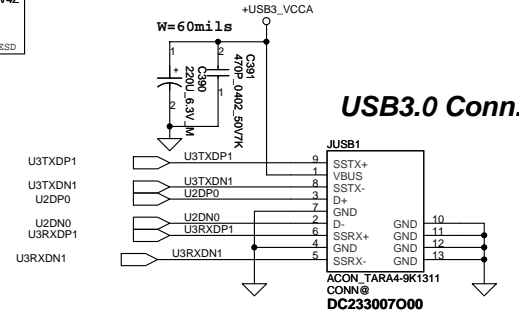 V4Z
ESD
+USB3_VCCA
W=60mils
1
2
C390
220U_6.3V_M
C391
470P_0402_50V7K
+
2
1
USB3.0 Conn.
JUSB1
U3TXDP1 U3TXDP1 9 SSTX+
1 VBUS
U3TXDN1 U3TXDN1 8 SSTX-
U2DP0 U2DP0 3 D+
7 GND
U2DN0 U2DN0 2 D- GND 10
U3RXDP1 U3RXDP1 6 SSRX+ GND 11
4 GND GND 12
U3RXDN1 U3RXDN1 5 SSRX- GND 13
ACON_TARA4-9K1311
CONN@
DC233007O00